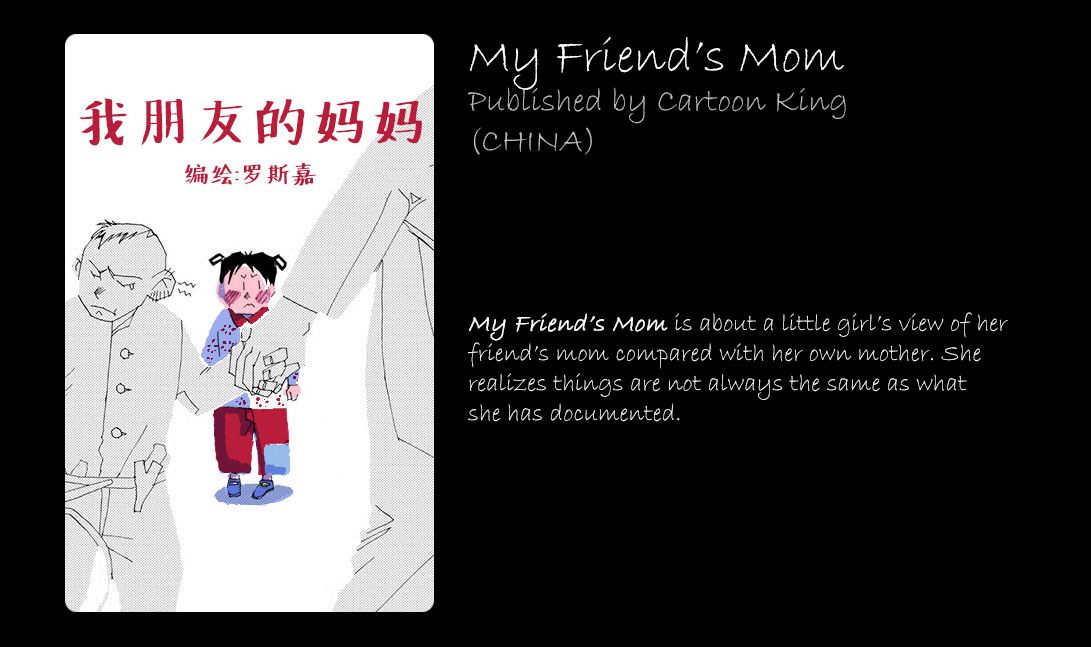 我朋友的妈妈
编绘:罗斯嘉
My Friend's Mom
Published by Cartoon King
(CHINA)
My Friend's Mom is about a little girl's view of her
friend's mom compared with her own mother. She
realizes things are not always the same as what
she has documented.